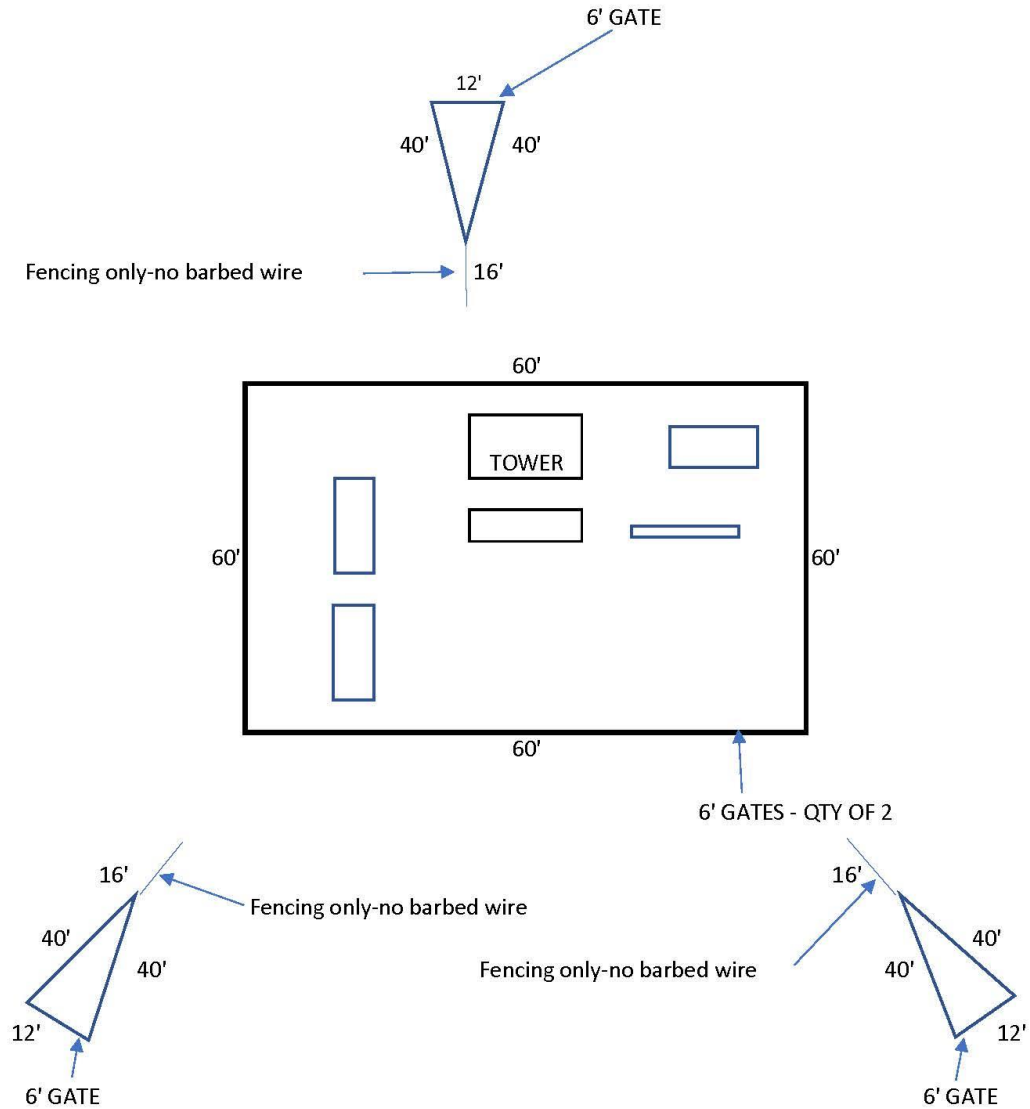 6' GATE
12'
40'
40'
Fencing only-no barbed wire
16'
60'
TOWER
60'
60'
60'
6' GATES - QTY OF 2
16'
16'
Fencing only-no barbed wire
40'
40'
40'
40'
Fencing only-no barbed wire
12'
12'
6' GATE
6' GATE